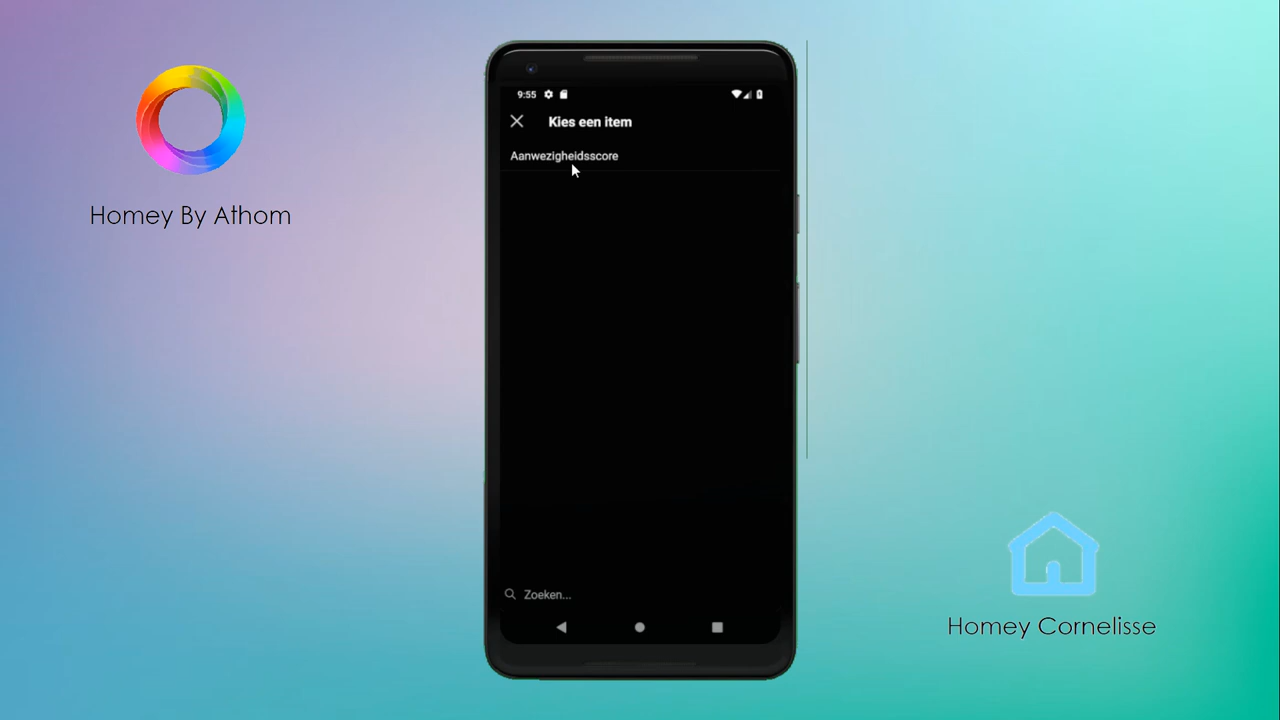 Homey By Athom
9:55
Kies een item
Aanwezigheidsscore
Zoeken...
Homey Cornelisse